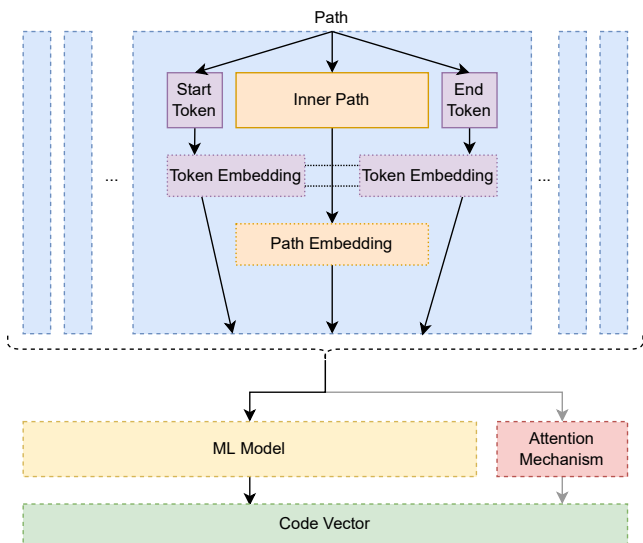 Path
Start
Token
Inner Path
End
Token
Token Embedding
Token Embedding
...
...
Path Embedding
ML Model
Attention
Mechanism
Code Vector